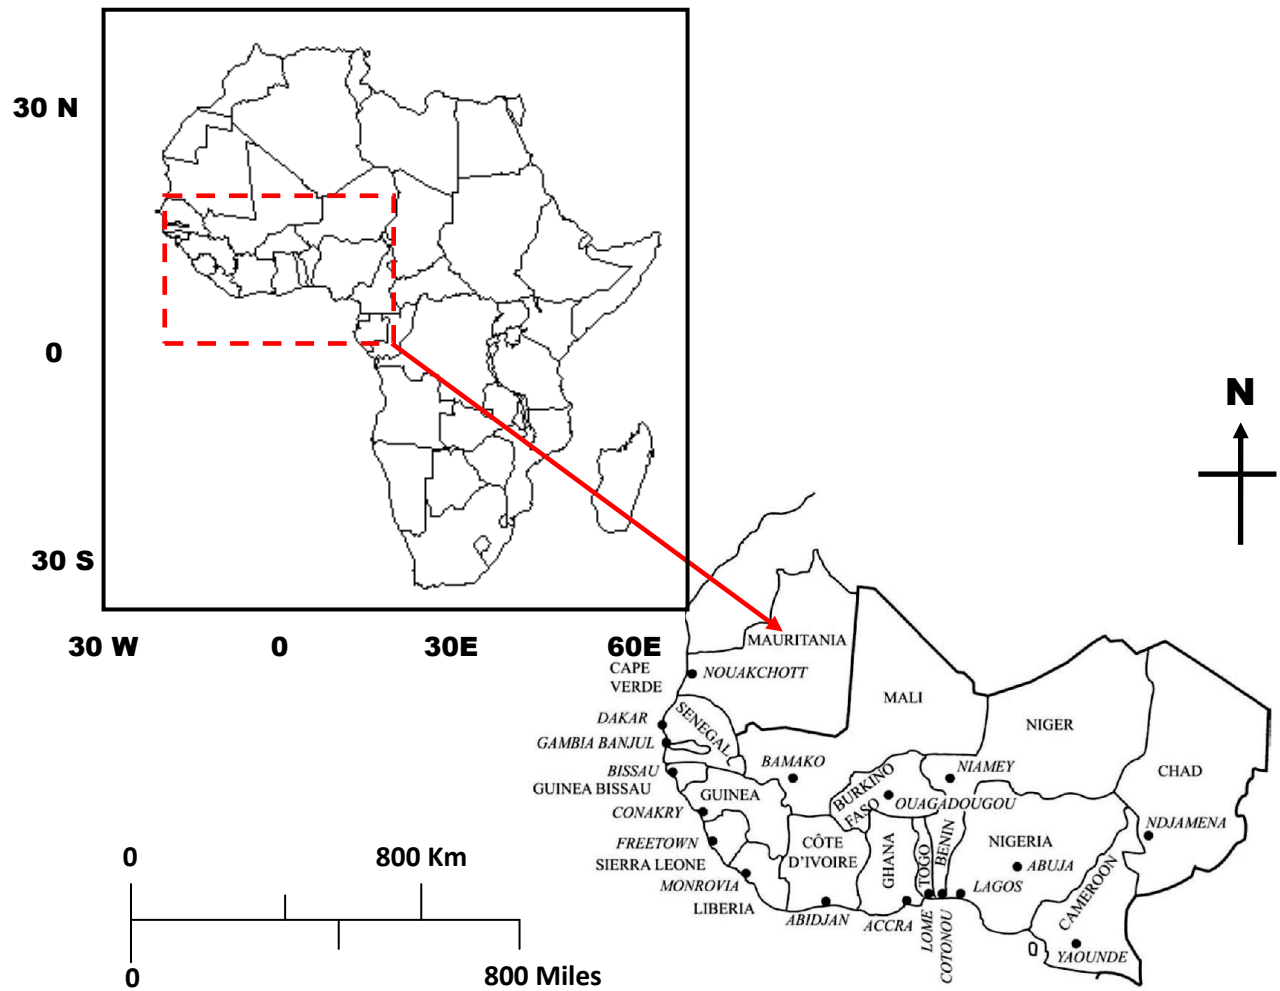 30 N
0
30 S
30 W
0
30E
60E
N
MAURITANIA
CAPE
VERDE
NOUAKCHOTT
MALI
NIGER
CHAD
DAKAR
SENEGAL
GAMBIA BANJUL
BISSAU
GUINEA BISSAU
BAMAKO
NIAMEY
GUINEA
BURKINO
FASO
OUAGADOUGOU
CONAKRY
FREETOWN
SIERRA LEONE
CÔTE
D'IVOIRE
GHANA
TOGO
BENIN
NIGERIA
ABUJA
NDJAMENA
CAMEROON
MONROVIA
LIBERIA
ABIDJAN
ACCRA
LOME
COTONOU
LAGOS
YAOUNDE
0
800 Km
0
800 Miles